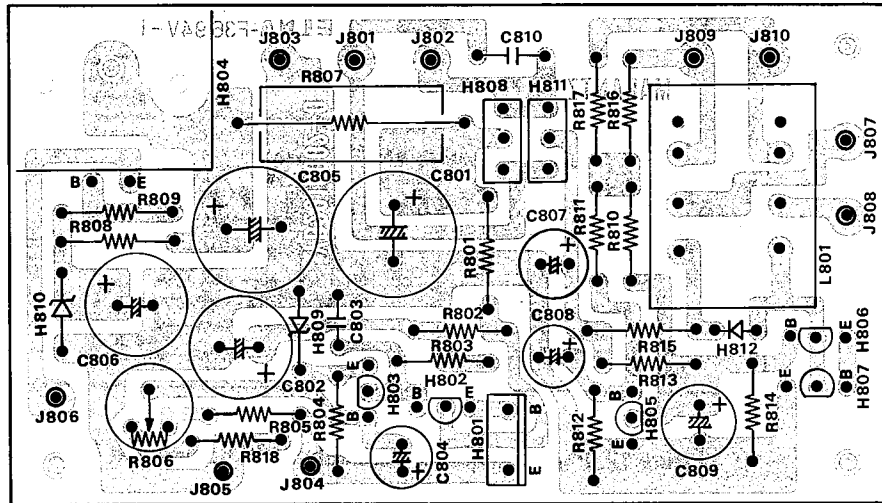 J803
J801
J802
C810
J809
J810
H804
R807
H808
H811
R817
R816
J807
B
E
R809
R808
C805
C801
C807
R811
R810
J808
R801
L801
H810
C806
H809
C803
R802
C808
R815
H812
B
E
H806
C802
R803
R813
E
H803
B
H802
B
E
H801
B
E
B
H805
E
R814
E
B
H807
J806
R806
R805
R818
R804
J805
J804
C804
R812
C809